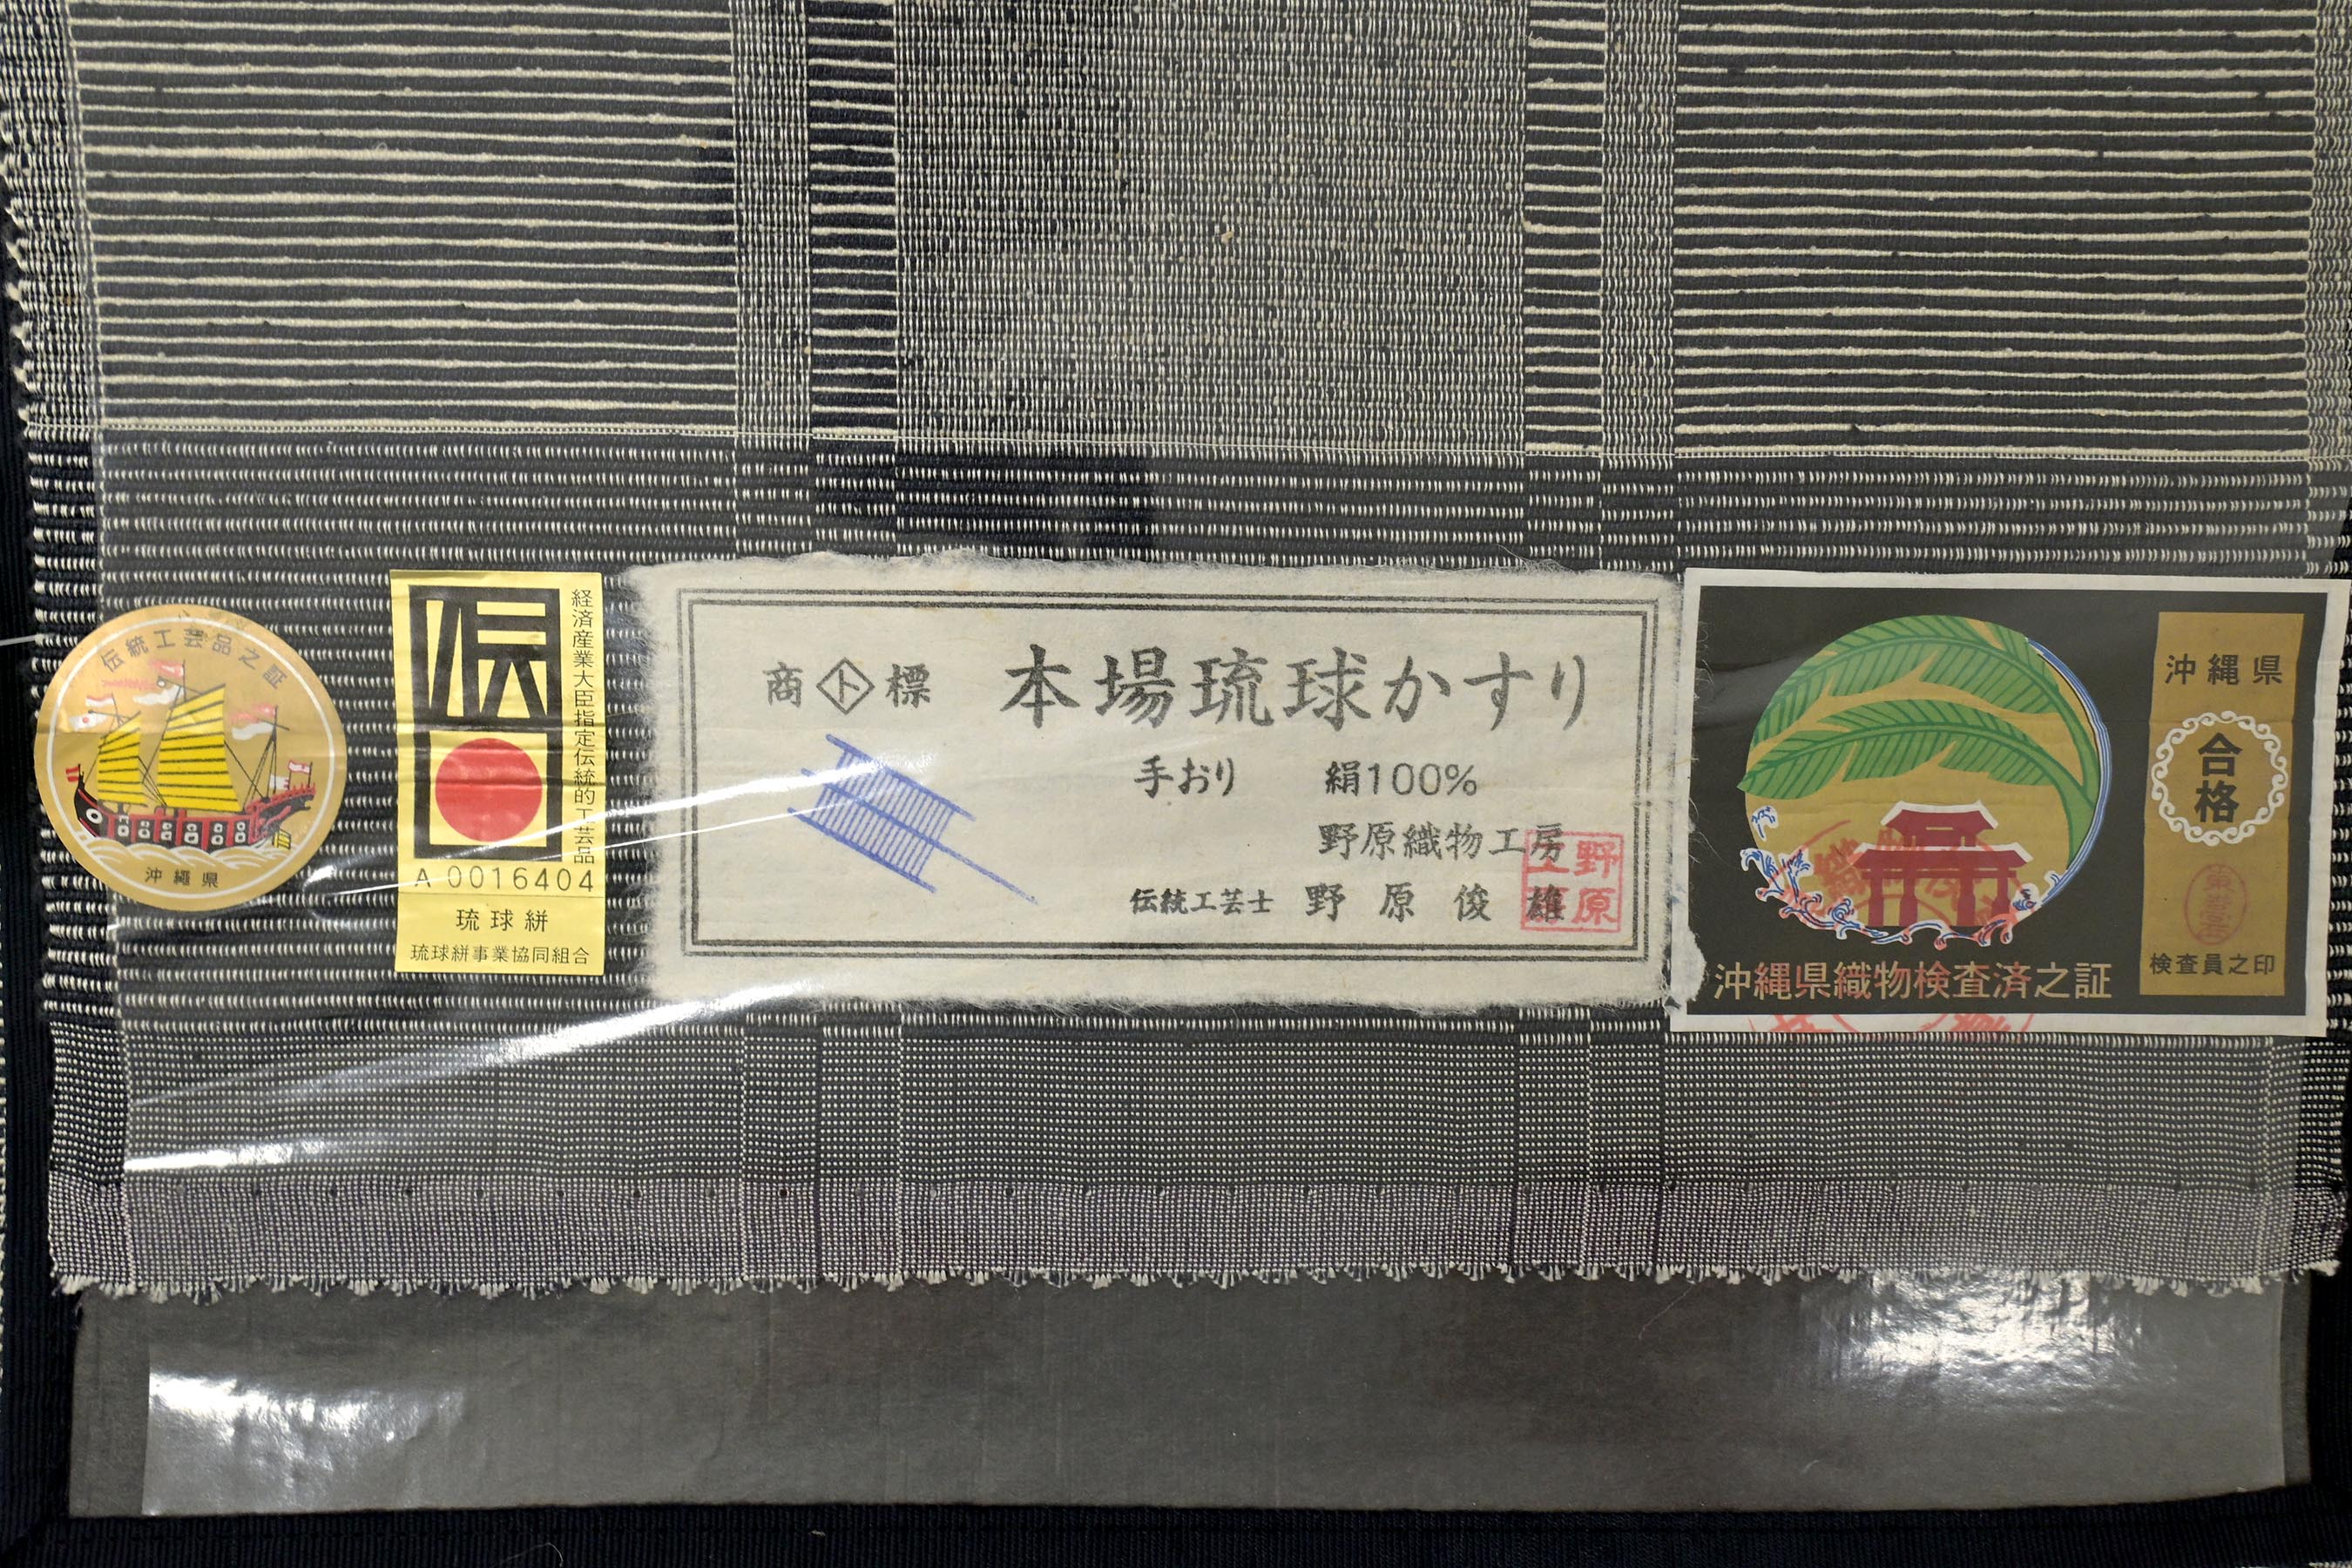 伝統工芸品之証
沖縄県
伝
経済産業大臣指定伝統的工芸品
A 0016404
琉球絣
琉球絣事業協同組合
商 ト 標
本場琉球かすり
手おり 絹100%
野原織物工房
伝統工芸士 野原俊雄
野原
沖縄県
合格
検査員之印
沖縄県織物検査済之証